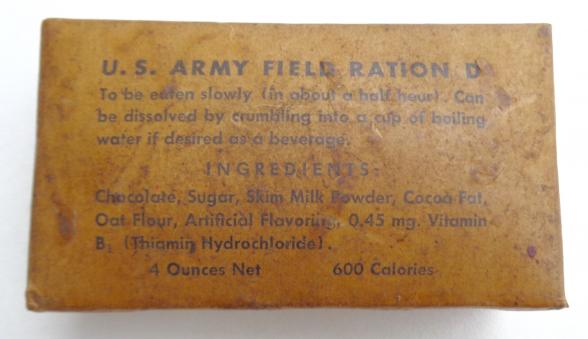 U. S. ARMY FIELD RATION D
To be eaten slowly (in about a half hour). Can
be dissolved by crumbling into a cup of boiling
water if desired as a beverage.
INGREDIENTS:
Chocolate, Sugar, Skim Milk Powder, Cocoa Fat,
Oat Flour, Artificial Flavoring, 0.45 mg. Vitamin
B₁ (Thiamin Hydrochloride).
4 Ounces Net 600 Calories